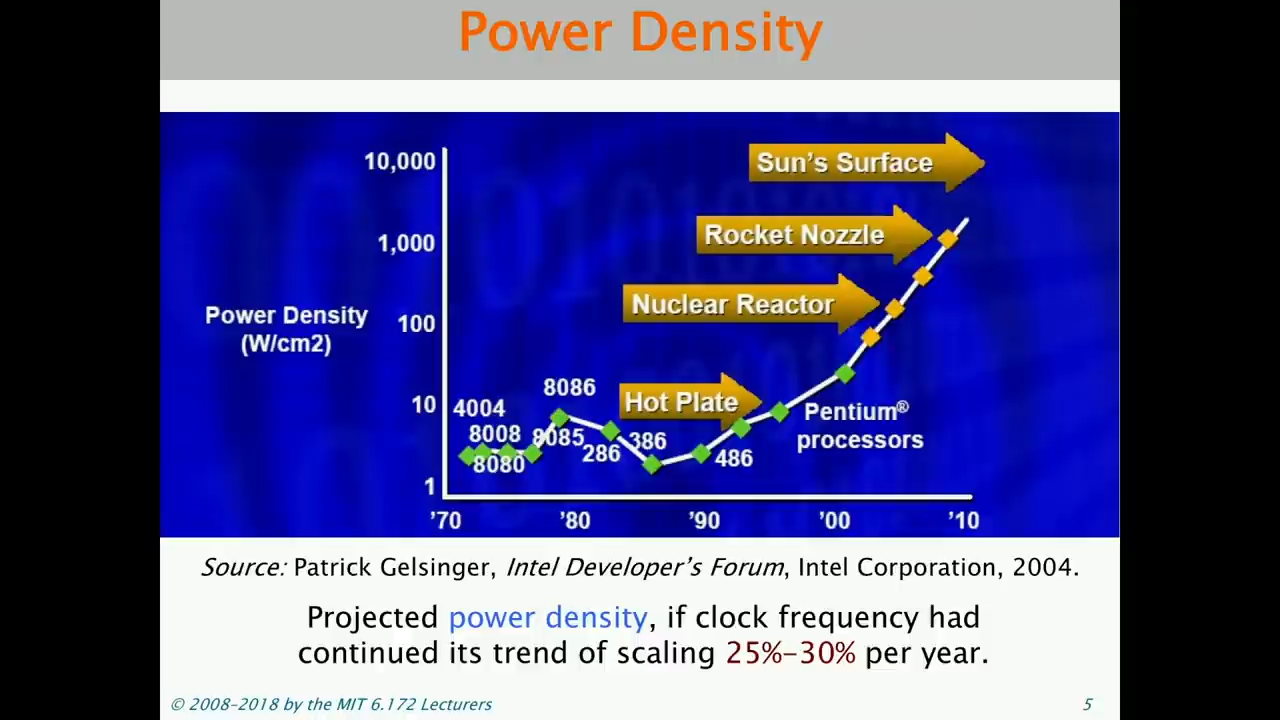 Power Density
10,000
Sun's Surface
1,000
Rocket Nozzle
Power Density
(W/cm2)
100
Nuclear Reactor
10
4004
8086
Hot Plate
Pentium®
processors
8008
8085
386
8080
286
486
1
'70
'80
'90
'00
'10
Source: Patrick Gelsinger, Intel Developer's Forum, Intel Corporation, 2004.
Projected power density, if clock frequency had
continued its trend of scaling 25%–30% per year.
© 2008–2018 by the MIT 6.172 Lecturers
5